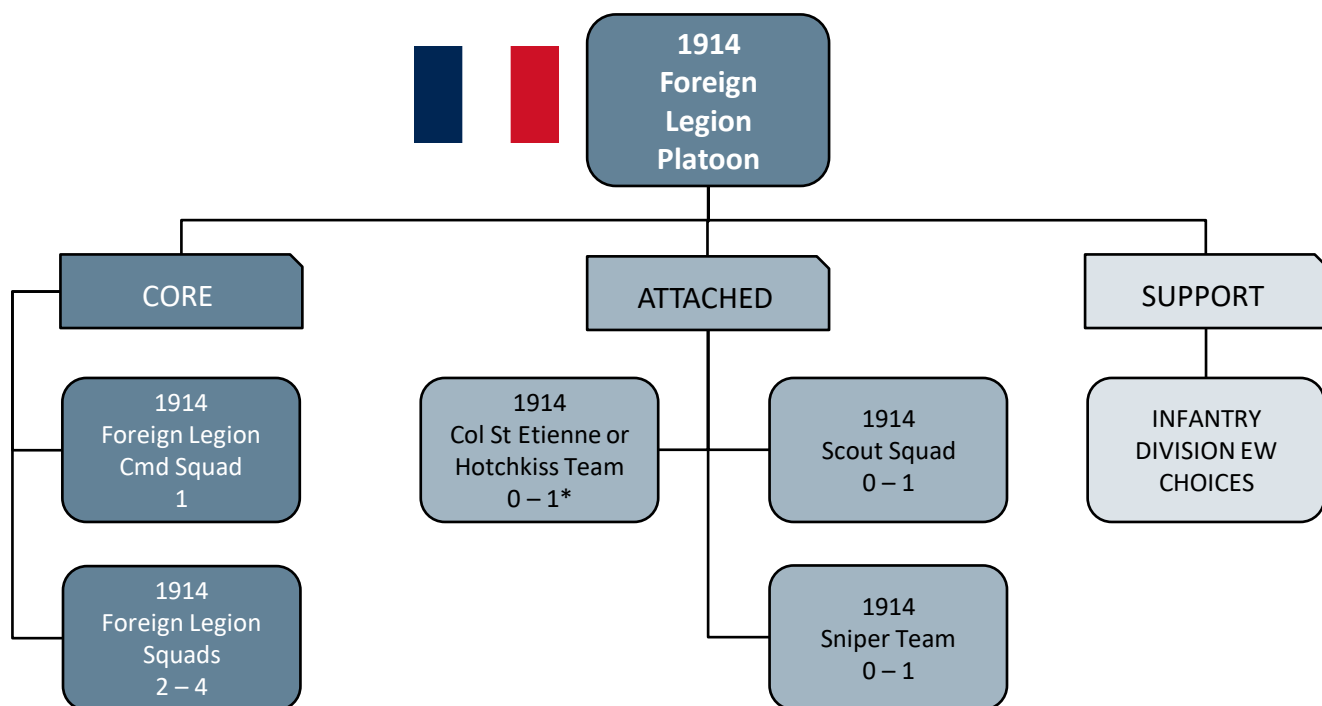 1914
Foreign
Legion
Platoon
CORE
ATTACHED
SUPPORT
1914
Foreign Legion
Cmd Squad
1
1914
Col St Etienne or
Hotchkiss Team
0 – 1*
1914
Scout Squad
0 – 1
INFANTRY
DIVISION EW
CHOICES
1914
Foreign Legion
Squads
2 – 4
1914
Sniper Team
0 – 1